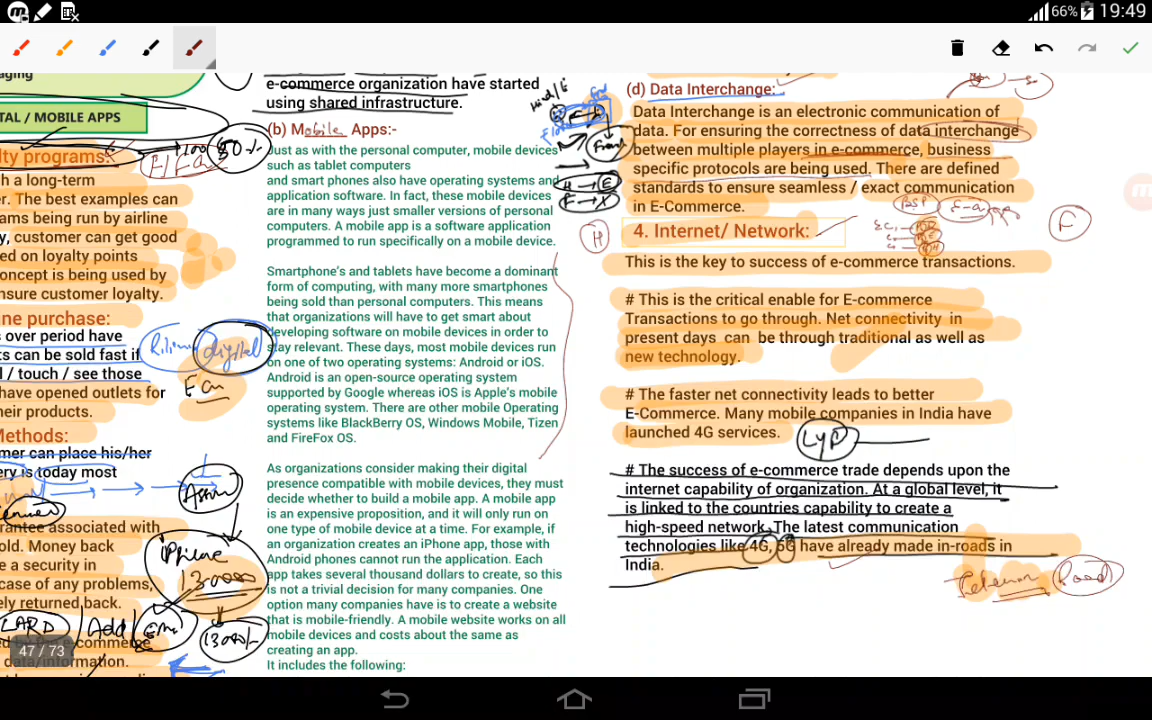 66% 19:49
aging
TAL / MOBILE APPS
lty programs:
h a long-term
er. The best examples can
ams being run by airline
y, customer can get good
ed on loyalty points
oncept is being used by
nsure customer loyalty.
ine purchase:
s over period have
ts can be sold fast if
l / touch / see those
have opened outlets for
heir products.
Methods:
mer can place his/her
ery is today most
rantee associated with
old. Money back
e a security in
case of any problems,
ely returned back.
e-commerce
data/information.
47 / 73
50%
digital
CARD
Add
13000
e-commerce organization have started
using shared infrastructure.
(b) Mobile Apps:-
Just as with the personal computer, mobile devices
such as tablet computers
and smart phones also have operating systems and
application software. In fact, these mobile devices
are in many ways just smaller versions of personal
computers. A mobile app is a software application
programmed to run specifically on a mobile device.
Smartphone's and tablets have become a dominant
form of computing, with many more smartphones
being sold than personal computers. This means
that organizations will have to get smart about
developing software on mobile devices in order to
stay relevant. These days, most mobile devices run
on one of two operating systems: Android or iOS.
Android is an open-source operating system
supported by Google whereas iOS is Apple's mobile
operating system. There are other mobile Operating
systems like BlackBerry OS, Windows Mobile, Tizen
and FireFox OS.
As organizations consider making their digital
presence compatible with mobile devices, they must
decide whether to build a mobile app. A mobile app
is an expensive proposition, and it will only run on
one type of mobile device at a time. For example, if
an organization creates an iPhone app, those with
Android phones cannot run the application. Each
app takes several thousand dollars to create, so this
is not a trivial decision for many companies. One
option many companies have is to create a website
that is mobile-friendly. A mobile website works on all
mobile devices and costs about the same as
creating an app.
It includes the following:
(d) Data Interchange:
Data Interchange is an electronic communication of
data. For ensuring the correctness of data interchange
between multiple players in e-commerce, business
specific protocols are being used. There are defined
standards to ensure seamless / exact communication
in E-Commerce.
H
F
4. Internet/ Network:
This is the key to success of e-commerce transactions.
# This is the critical enable for E-commerce
Transactions to go through. Net connectivity in
present days can be through traditional as well as
new technology.
# The faster net connectivity leads to better
E-Commerce. Many mobile companies in India have
launched 4G services.
LYP
# The success of e-commerce trade depends upon the
internet capability of organization. At a global level, it
is linked to the countries capability to create a
high-speed network. The latest communication
technologies like 4G, 5G have already made in-roads in
India.
Road